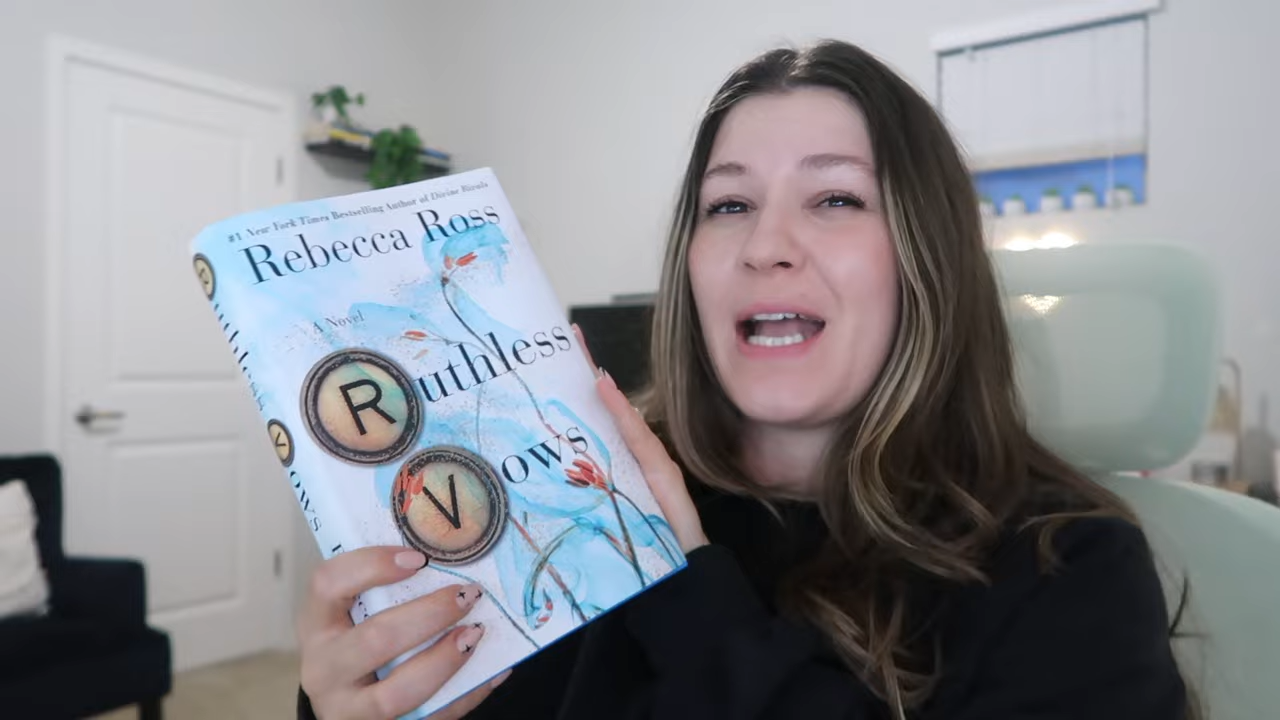 #1 New York Times Bestselling Author of Divine Rivals
Rebecca Ross
A Novel
Ruthless
Vows